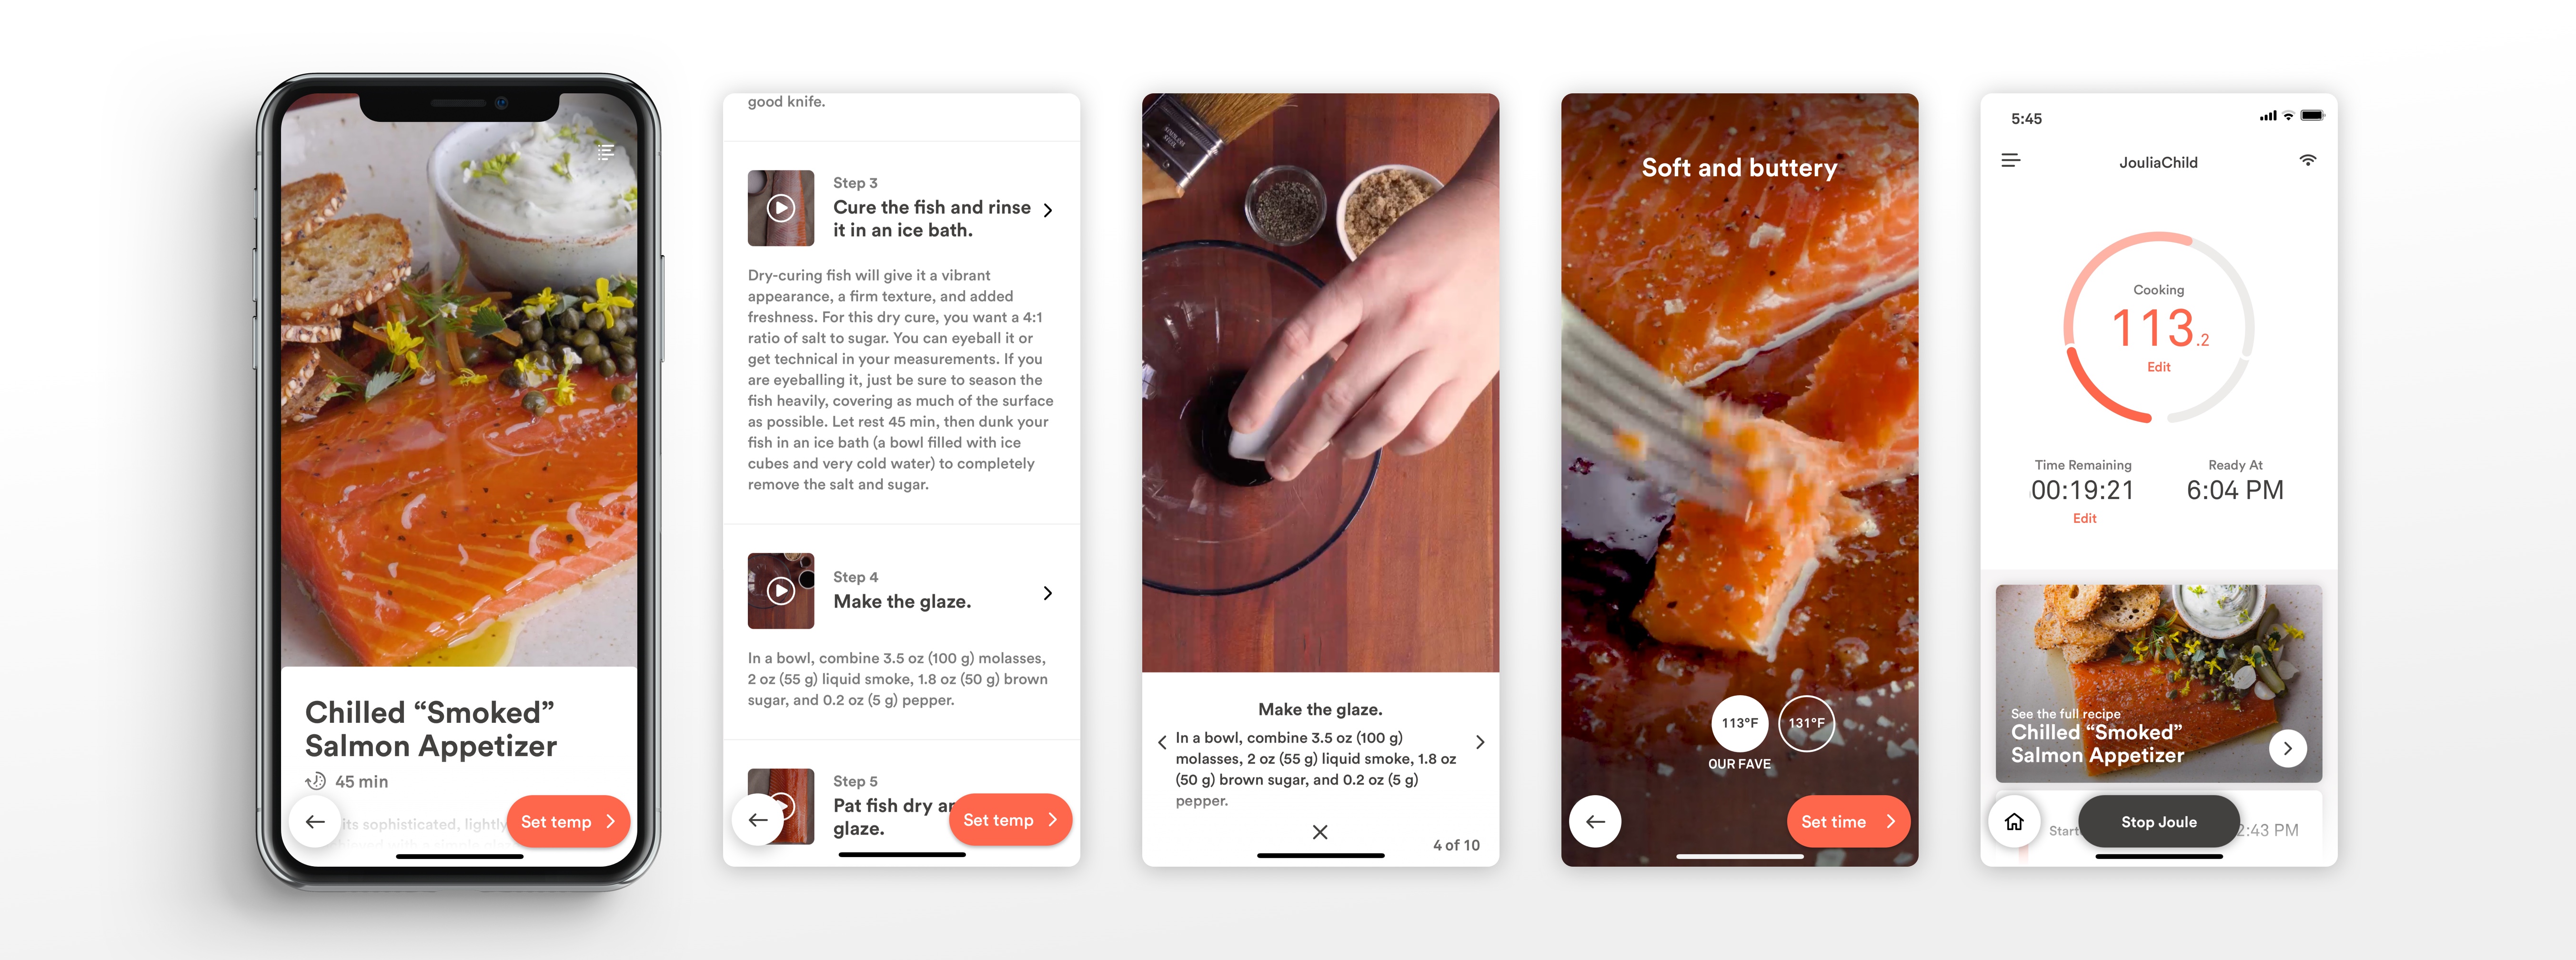 Chilled “Smoked”
Salmon Appetizer
45 min
its sophisticated, lightly
Set temp
good knife.
Step 3
Cure the fish and rinse
it in an ice bath.
Dry-curing fish will give it a vibrant
appearance, a firm texture, and added
freshness. For this dry cure, you want a 4:1
ratio of salt to sugar. You can eyeball it or
get technical in your measurements. If you
are eyeballing it, just be sure to season the
fish heavily, covering as much of the surface
as possible. Let rest 45 min, then dunk your
fish in an ice bath (a bowl filled with ice
cubes and very cold water) to completely
remove the salt and sugar.
Step 4
Make the glaze.
In a bowl, combine 3.5 oz (100 g) molasses,
2 oz (55 g) liquid smoke, 1.8 oz (50 g) brown
sugar, and 0.2 oz (5 g) pepper.
Step 5
Pat fish dry
glaze.
Set temp
Make the glaze.
In a bowl, combine 3.5 oz (100 g)
molasses, 2 oz (55 g) liquid smoke, 1.8 oz
(50 g) brown sugar, and 0.2 oz (5 g)
pepper.
4 of 10
Soft and buttery
113°F
131°F
OUR FAVE
Set time
5:45
JouliaChild
Cooking
113.2
Edit
Time Remaining
00:19:21
Edit
Ready At
6:04 PM
See the full recipe
Chilled “Smoked”
Salmon Appetizer
Start
Stop Joule
2:43 PM